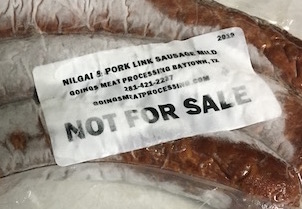 2019
NILGAI & PORK LINK SAUSAGE MILD
GOINGS MEAT PROCESSING BAYTOWN, TX
281-421-2277
GOINGSMEATPROCESSING.COM
NOT FOR SALE